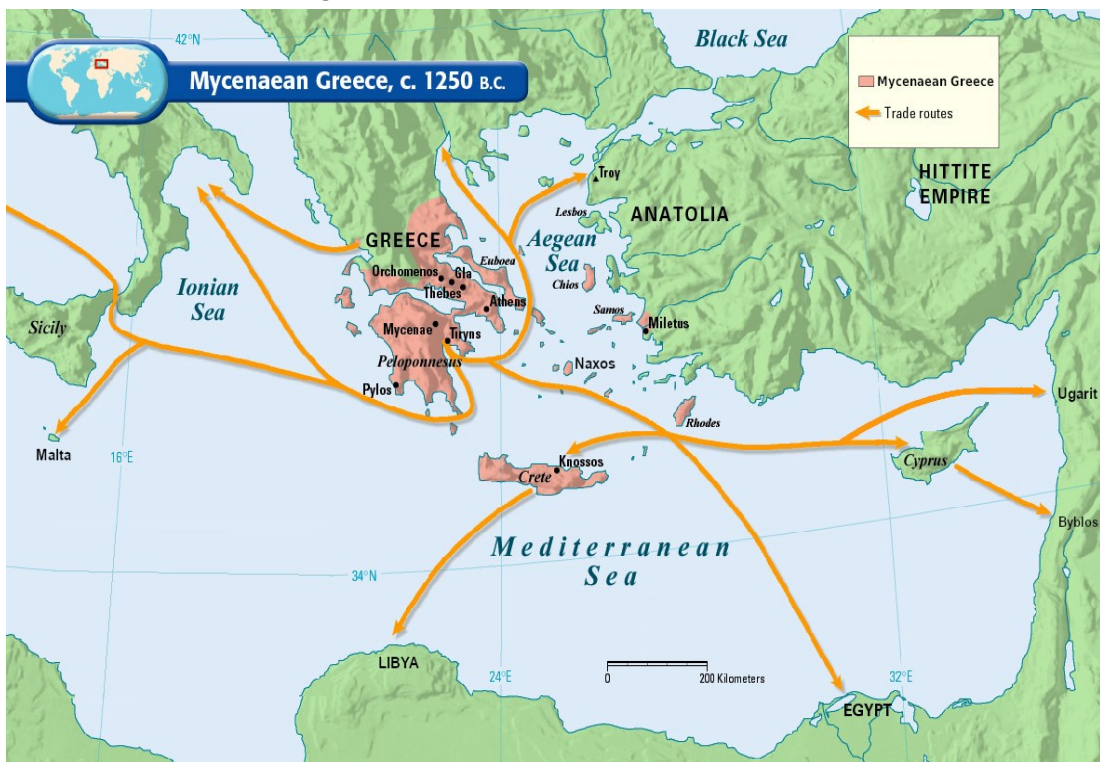 Mycenaean Greece, c. 1250 B.C.
42°N
Black Sea
Mycenaean Greece
Trade routes
HITTITE
EMPIRE
Troy
Lesbos
ANATOLIA
GREECE
Aegean
Sea
Euboea
Orchomenos
Gla
Chios
Thebes
Ionian
Sea
Athens
Samos
Miletus
Sicily
Mycenae
Tiryns
Peloponnesus
Naxos
Pylos
Ugarit
Rhodes
Malta
16°E
Knossos
Crete
Cyprus
Byblos
Mediterranean
Sea
34°N
LIBYA
24°E
0
200 Kilometers
32°E
EGYPT